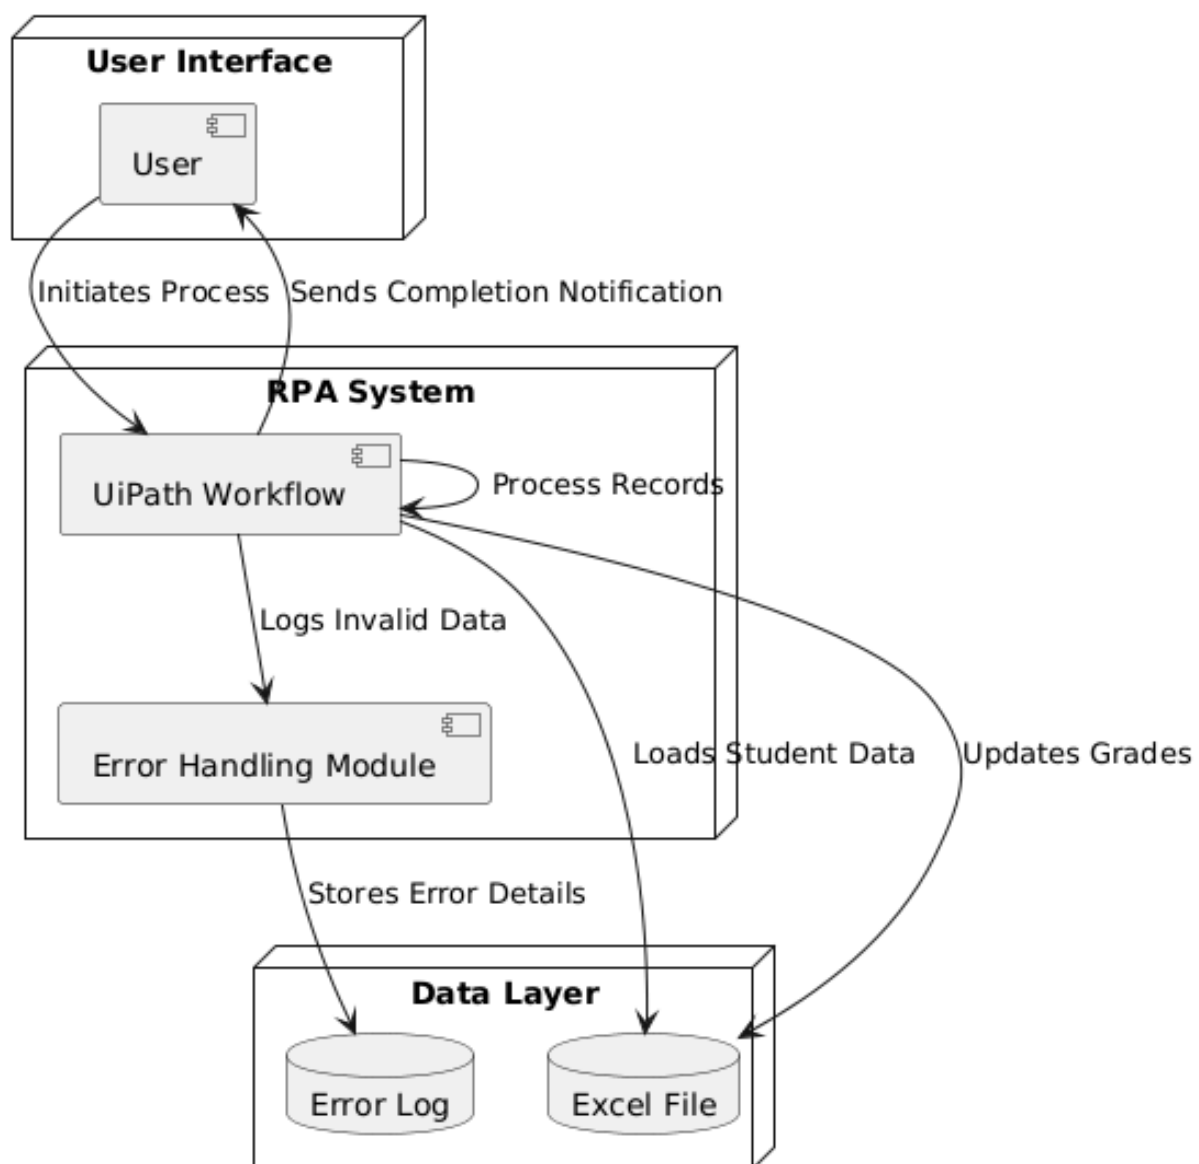 User Interface
User
Initiates Process
Sends Completion Notification
RPA System
UiPath Workflow
Process Records
Logs Invalid Data
Error Handling Module
Loads Student Data
Updates Grades
Stores Error Details
Data Layer
Error Log
Excel File